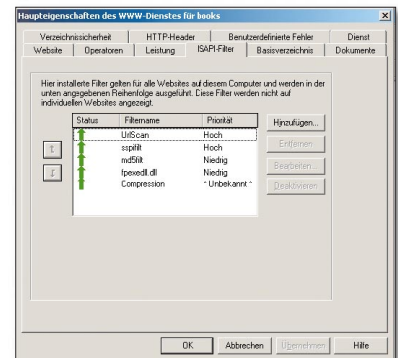 Haupteigenschaften des WWW-Dienstes für books
Verzeichnissicherheit HTTP-Header Benutzerdefinierte Fehler Dienst
Website Operatoren Leistung ISAPI-Filter Basisverzeichnis Dokumente
Hier installierte Filter gelten für alle Websites auf diesem Computer und werden in der
unten angegebenen Reihenfolge ausgeführt. Diese Filter werden nicht auf
individuellen Websites angezeigt.
Status Filtername Priorität
UrlScan Hoch
sspifilt Hoch
md5filt Niedrig
fpexedll.dll Niedrig
Compression * Unbekannt *
Hinzufügen...
Entfernen
Bearbeiten...
Deaktivieren
OK Abbrechen Übernehmen Hilfe